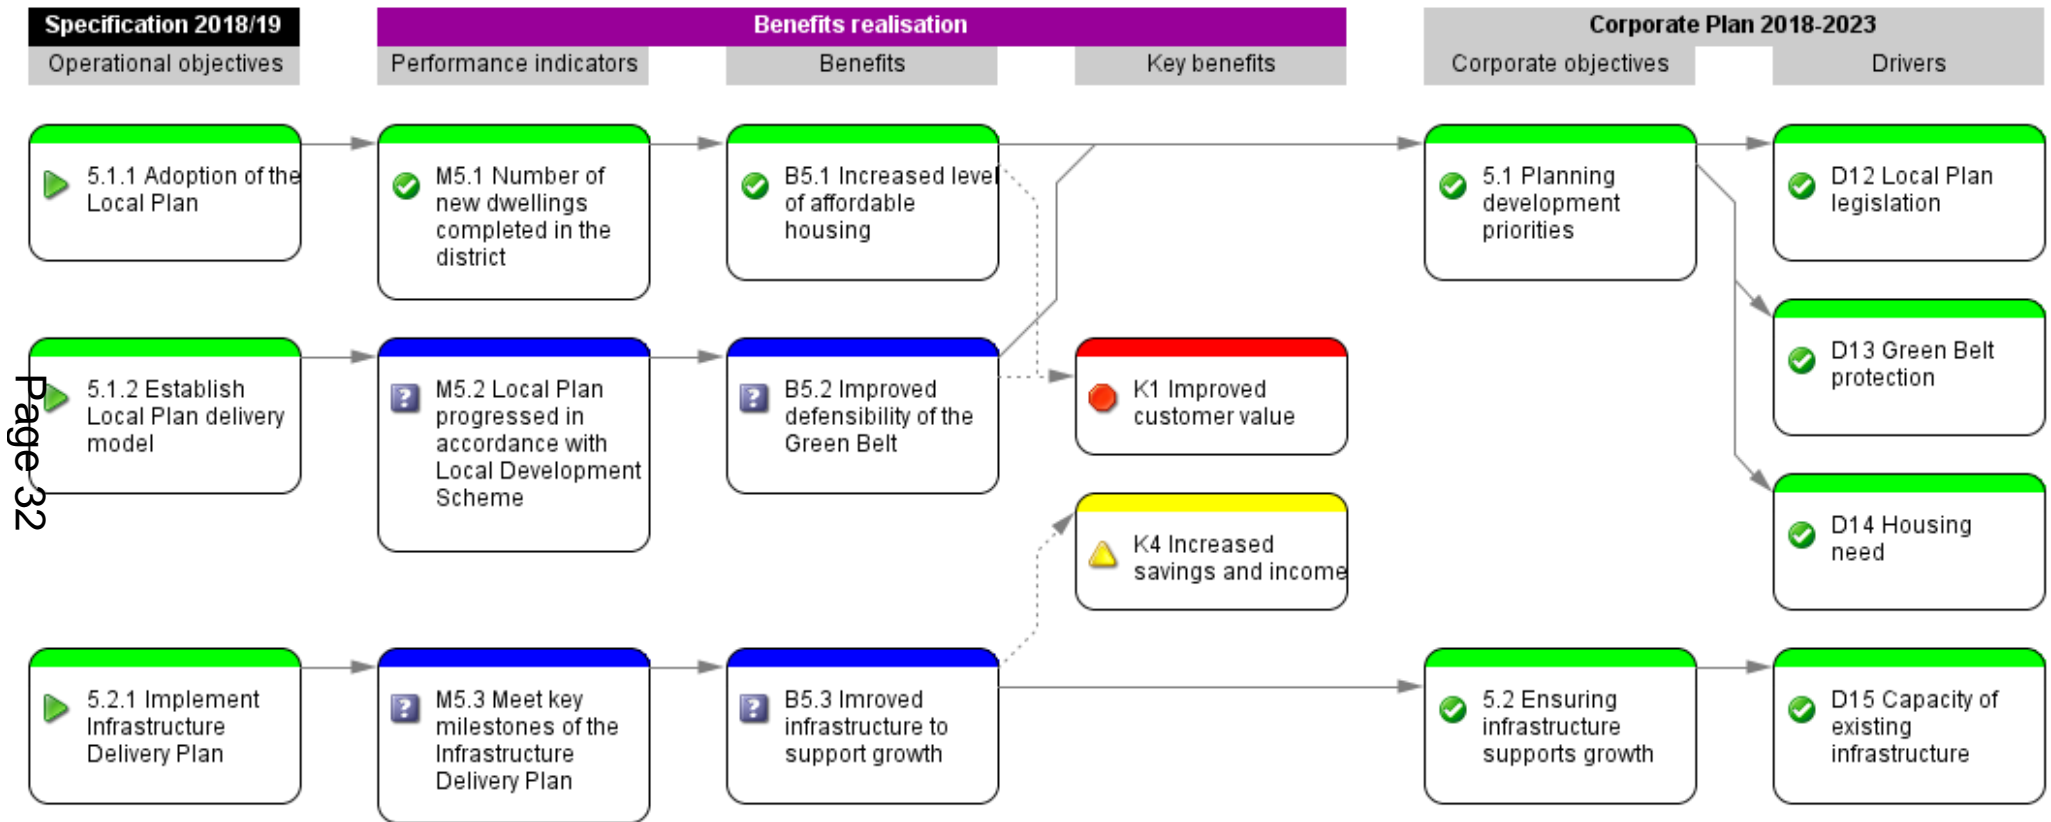 Specification 2018/19
Benefits realisation
Corporate Plan 2018-2023
Operational objectives
Performance indicators
Benefits
Key benefits
Corporate objectives
Drivers
5.1.1 Adoption of the
Local Plan
M5.1 Number of
new dwellings
completed in the
district
B5.1 Increased level
of affordable
housing
5.1 Planning
development
priorities
D12 Local Plan
legislation
D13 Green Belt
protection
5.1.2 Establish
Local Plan delivery
model
M5.2 Local Plan
progressed in
accordance with
Local Development
Scheme
B5.2 Improved
defensibility of the
Green Belt
K1 Improved
customer value
K4 Increased
savings and income
D14 Housing
need
5.2.1 Implement
Infrastructure
Delivery Plan
M5.3 Meet key
milestones of the
Infrastructure
Delivery Plan
B5.3 Imroved
infrastructure to
support growth
5.2 Ensuring
infrastructure
supports growth
D15 Capacity of
existing
infrastructure
Page 32